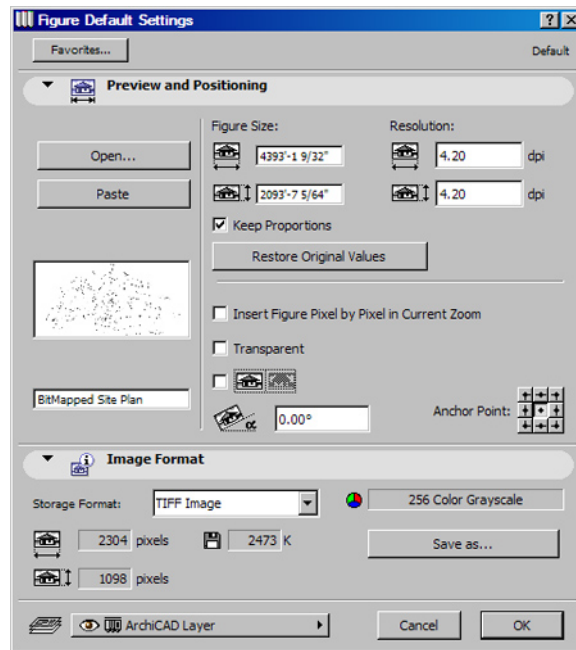 Figure Default Settings
Favorites...
Default
Preview and Positioning
Figure Size:
Resolution:
Open...
4393'-1 9/32"
4.20 dpi
Paste
2093'-7 5/64"
4.20 dpi
Keep Proportions
Restore Original Values
Insert Figure Pixel by Pixel in Current Zoom
Transparent
BitMapped Site Plan
α
0.00°
Anchor Point:
Image Format
Storage Format:
TIFF Image
256 Color Grayscale
2304 pixels
2473 K
Save as...
1098 pixels
ArchiCAD Layer
Cancel
OK